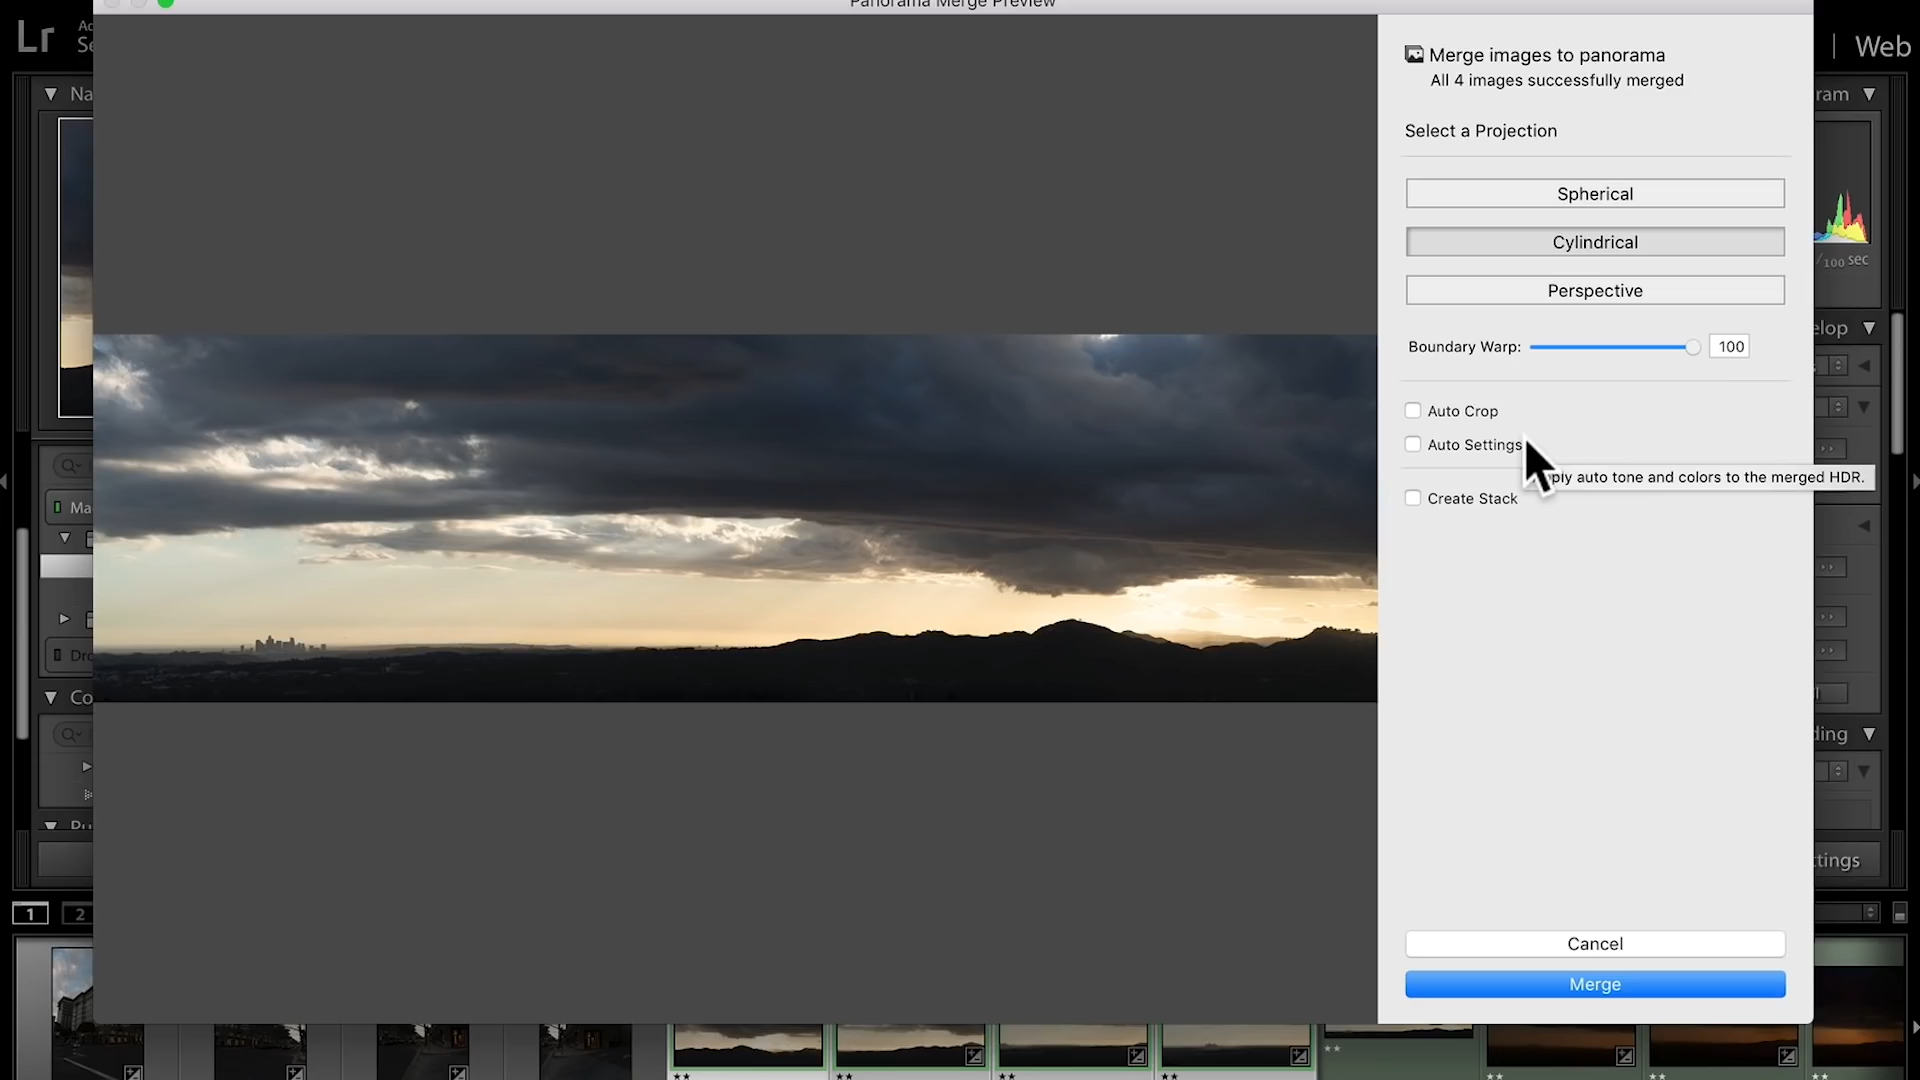 Panorama Merge Preview
Lr
Web
Merge images to panorama
All 4 images successfully merged
Select a Projection
Spherical
Cylindrical
Perspective
Boundary Warp: 100
Auto Crop
Auto Settings
ply auto tone and colors to the merged HDR.
Create Stack
Cancel
Merge
Na
Ma
Dro
Co
ram
/100 sec
elop
ding
ttings
1
2